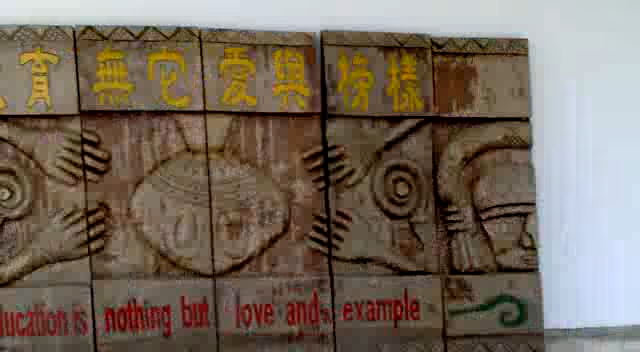 育無它愛與榜樣
ducation is nothing but love and example